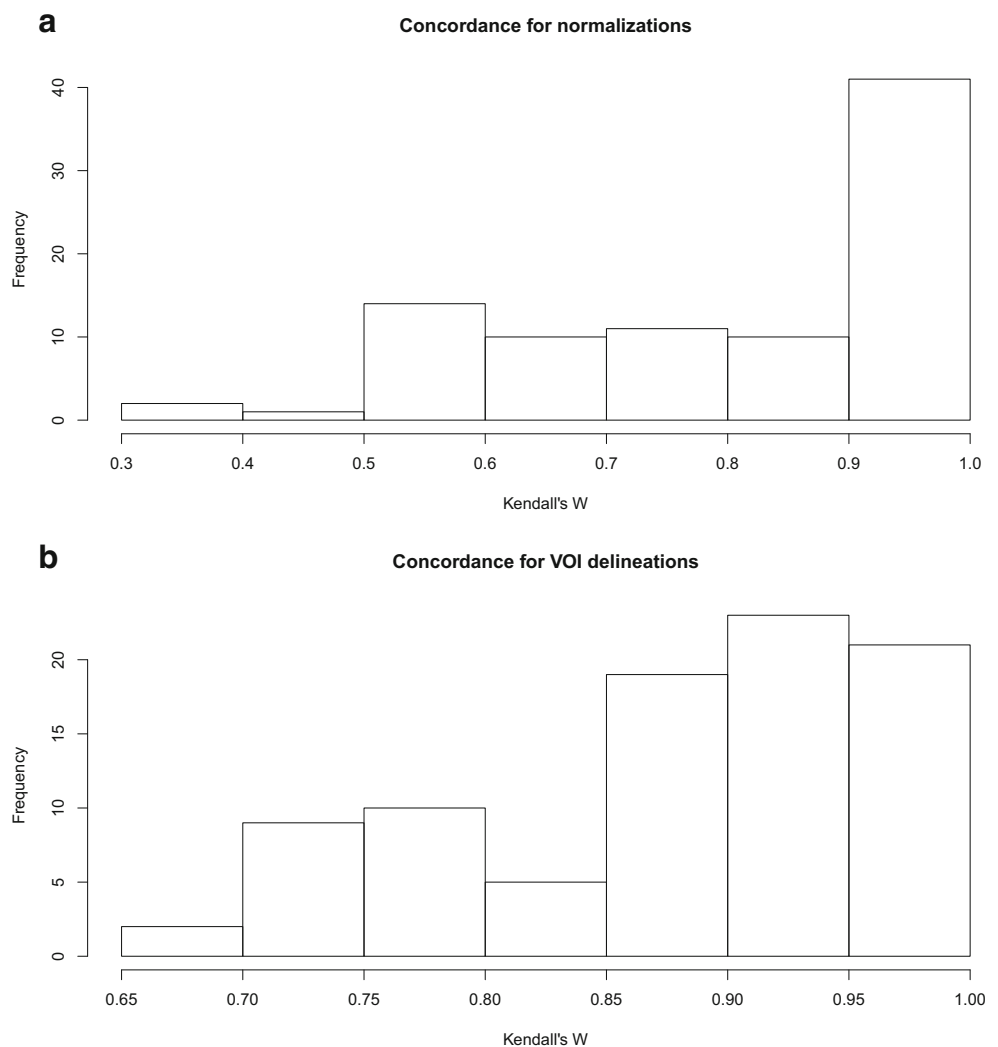 a
Concordance for normalizations
Frequency
40
30
20
10
0
0.3 0.4 0.5 0.6 0.7 0.8 0.9 1.0
Kendall's W
b
Concordance for VOI delineations
Frequency
20
15
10
5
0
0.65 0.70 0.75 0.80 0.85 0.90 0.95 1.00
Kendall's W